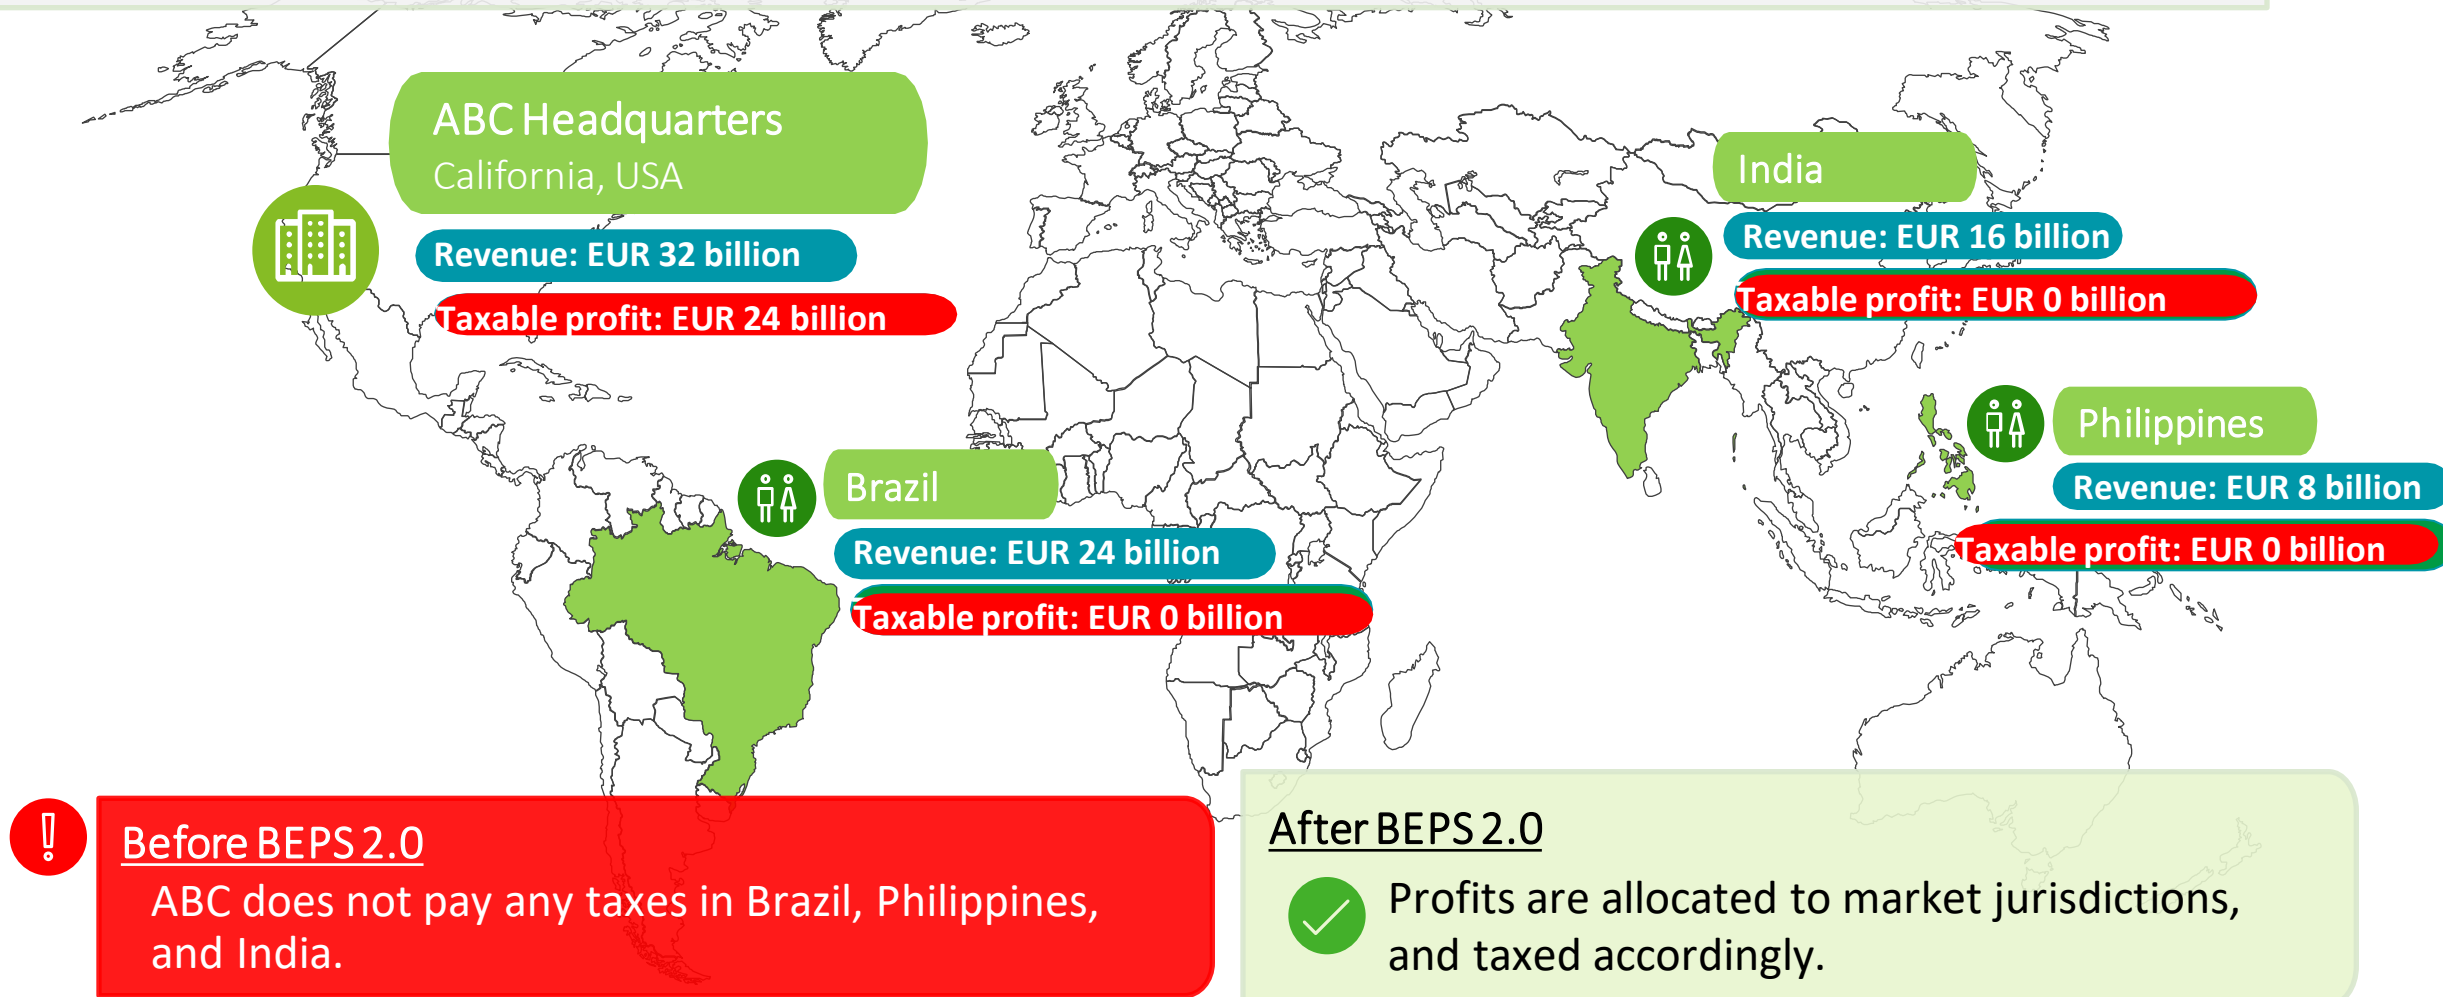 ABC Headquarters
California, USA
Revenue: EUR 32 billion
Taxable profit: EUR 24 billion
India
Revenue: EUR 16 billion
Taxable profit: EUR 0 billion
Philippines
Revenue: EUR 8 billion
Taxable profit: EUR 0 billion
Brazil
Revenue: EUR 24 billion
Taxable profit: EUR 0 billion
Before BEPS 2.0
ABC does not pay any taxes in Brazil, Philippines,
and India.
After BEPS 2.0
Profits are allocated to market jurisdictions,
and taxed accordingly.